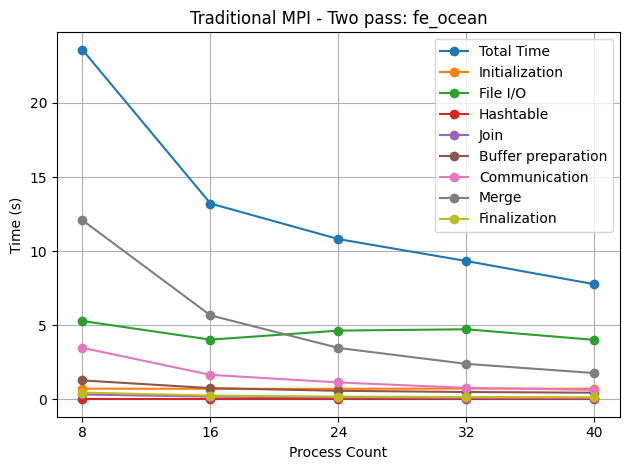 Traditional MPI - Two pass: fe_ocean
Total Time
Initialization
File I/O
Hashtable
Join
Buffer preparation
Communication
Merge
Finalization
Time (s)
20
15
10
5
0
8 16 24 32 40
Process Count